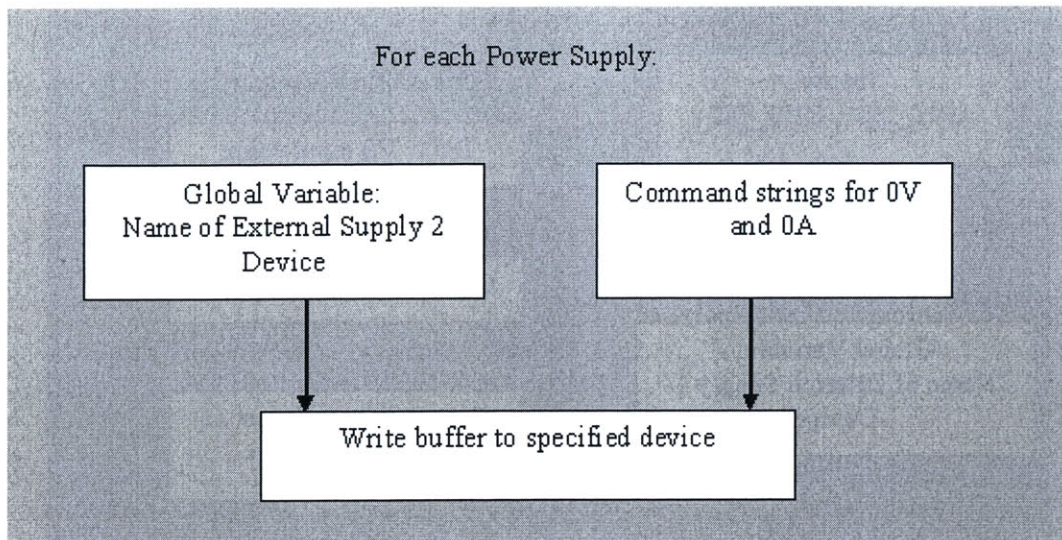 For each Power Supply:
Global Variable:
Name of External Supply 2
Device
Command strings for 0V
and 0A
Write buffer to specified device